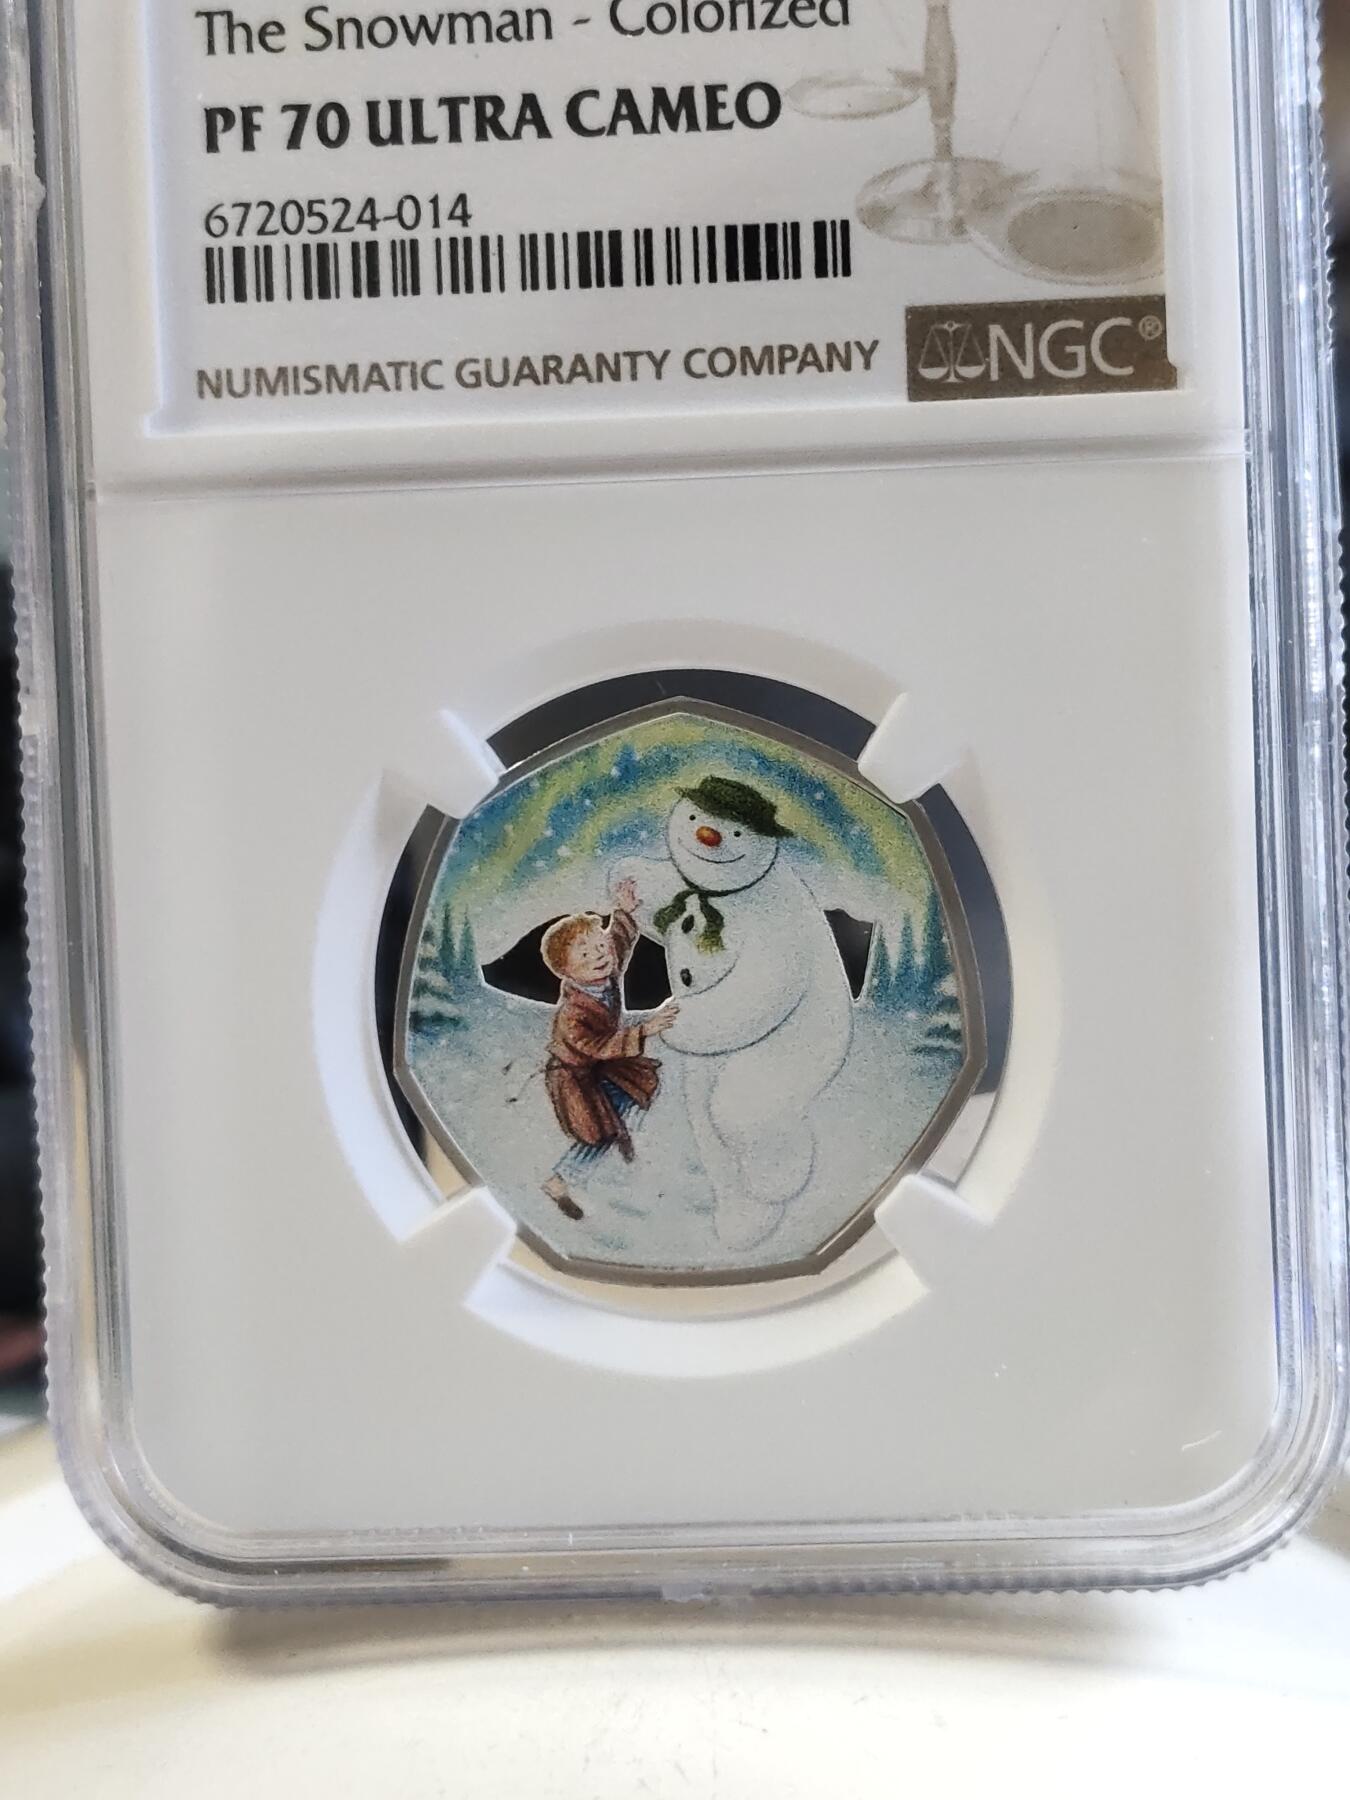 The Snowman - Colorized
PF 70 ULTRA CAMEO
6720524-014
NUMISMATIC GUARANTY COMPANY
NGC®